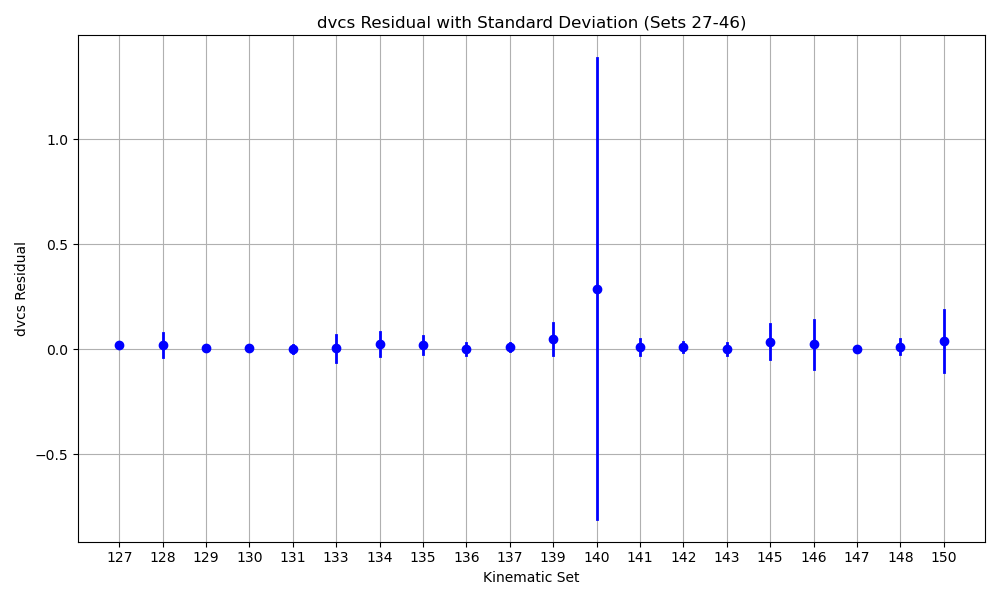 dvcs Residual with Standard Deviation (Sets 27-46)
dvcs Residual
1.0
0.5
0.0
−0.5
127 128 129 130 131 133 134 135 136 137 139 140 141 142 143 145 146 147 148 150
Kinematic Set